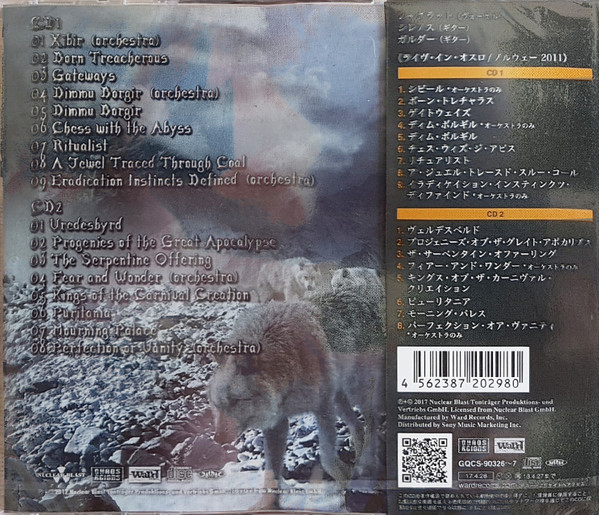 CD1
01 Xibir (orchestra)
02 Born Treacherous
03 Gateways
04 Dimmu Borgir (orchestra)
05 Dimmu Borgir
06 Chess with the Abyss
07 Ritualist
08 A Jewel Traced Through Coal
09 Eradication Instincts Defined (orchestra)
CD2
01 Vredesbyrd
02 Progenies of the Great Apocalypse
03 The Serpentine Offering
04 Fear and Wonder (orchestra)
05 Kings of the Carnival Creation
06 Puritania
07 Mourning Palace
08 Perfection or Vanity (orchestra)
NUCLEAR BLAST
WARD
シレノス (ギター)
ガルダー (ギター)
《ライヴ・イン・オスロ/ノルウェー 2011》
CD 1
1. シビール *オーケストラのみ
2. ボーン・トレチャラス
3. ゲイトウェイズ
4. ディム・ボルギル *オーケストラのみ
5. ディム・ボルギル
6. チェス・ウィズ・ジ・アビス
7. リチュアリスト
8. ア・ジュエル・トレースド・スルー・コール
9. イラディケイション・インスティンクツ・
ディファインド *オーケストラのみ
CD 2
1. ヴェルデスベルド
2. プロジェニーズ・オブ・ザ・グレイト・アポカリプス
3. ザ・サーペンタイン・オファーリング
4. フィアー・アンド・ワンダー *オーケストラのみ
5. キングス・オブ・ザ・カーニヴァル・
クリエイション
6. ピューリタニア
7. モーニング・パレス
8. パーフェクション・オア・ヴァニティ
*オーケストラのみ
4 562387 202980
℗+© 2017 Nuclear Blast Tonträger Produktions- und
Vertriebs GmbH. Licensed from Nuclear Blast GmbH.
Manufactured by Ward Records, Inc.
Distributed by Sony Music Marketing Inc.
WARD
GQCS-90326~7
17.4.28
18.4.27まで
wardrecords.com